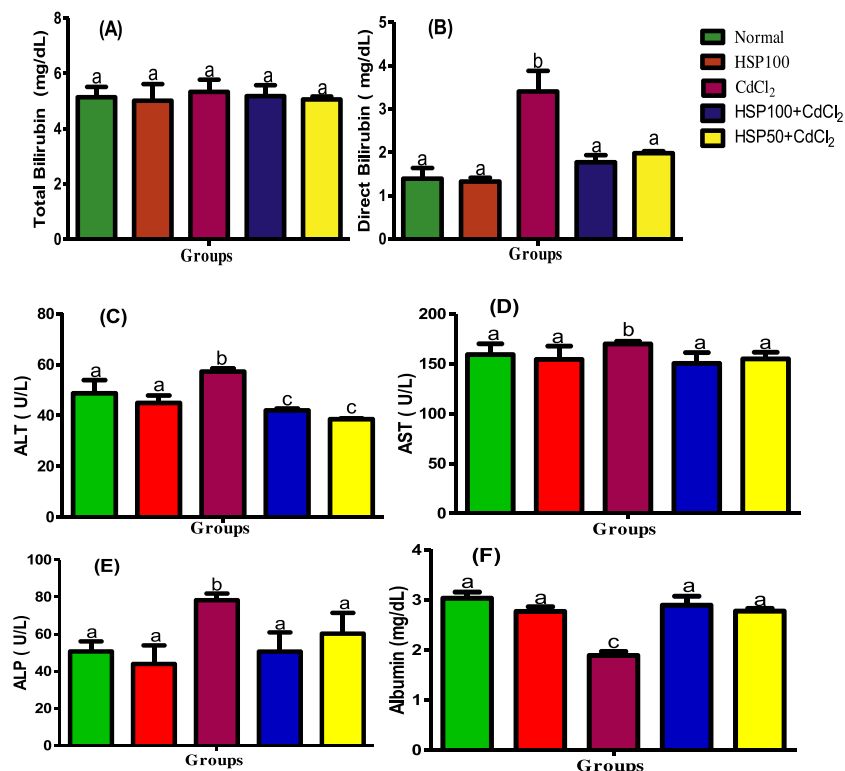 (A)
Total Bilirubin (mg/dL)
8
6
4
2
0
a a a a a
Groups
(B)
Direct Bilirubin ( mg/dL)
4
3
2
1
0
a a b a a
Groups
Normal
HSP100
CdCl₂
HSP100+CdCl₂
HSP50+CdCl₂
(C)
ALT ( U/L)
80
60
40
20
0
a a b c c
Groups
(D)
AST ( U/L)
200
150
100
50
0
a a b a a
Groups
(E)
ALP ( U/L)
100
80
60
40
20
0
a a b a a
Groups
(F)
Albumin (mg/dL)
4
3
2
1
0
a a c a a
Groups